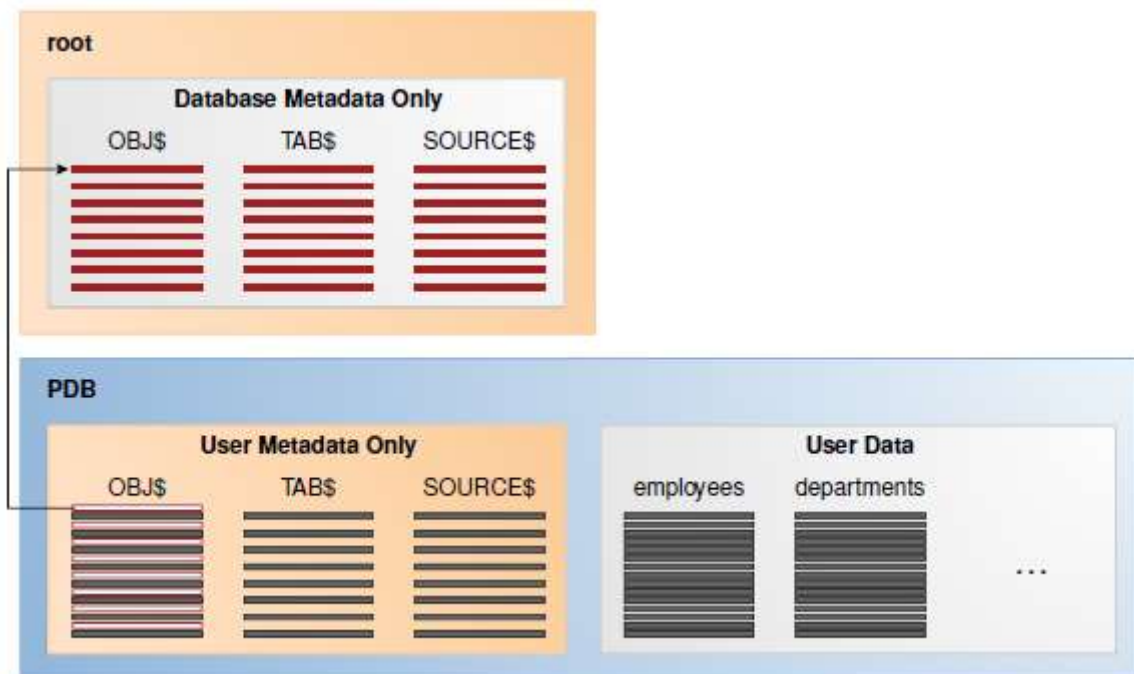 root
Database Metadata Only
OBJ$ TAB$ SOURCE$
PDB
User Metadata Only
OBJ$ TAB$ SOURCE$
User Data
employees departments
...